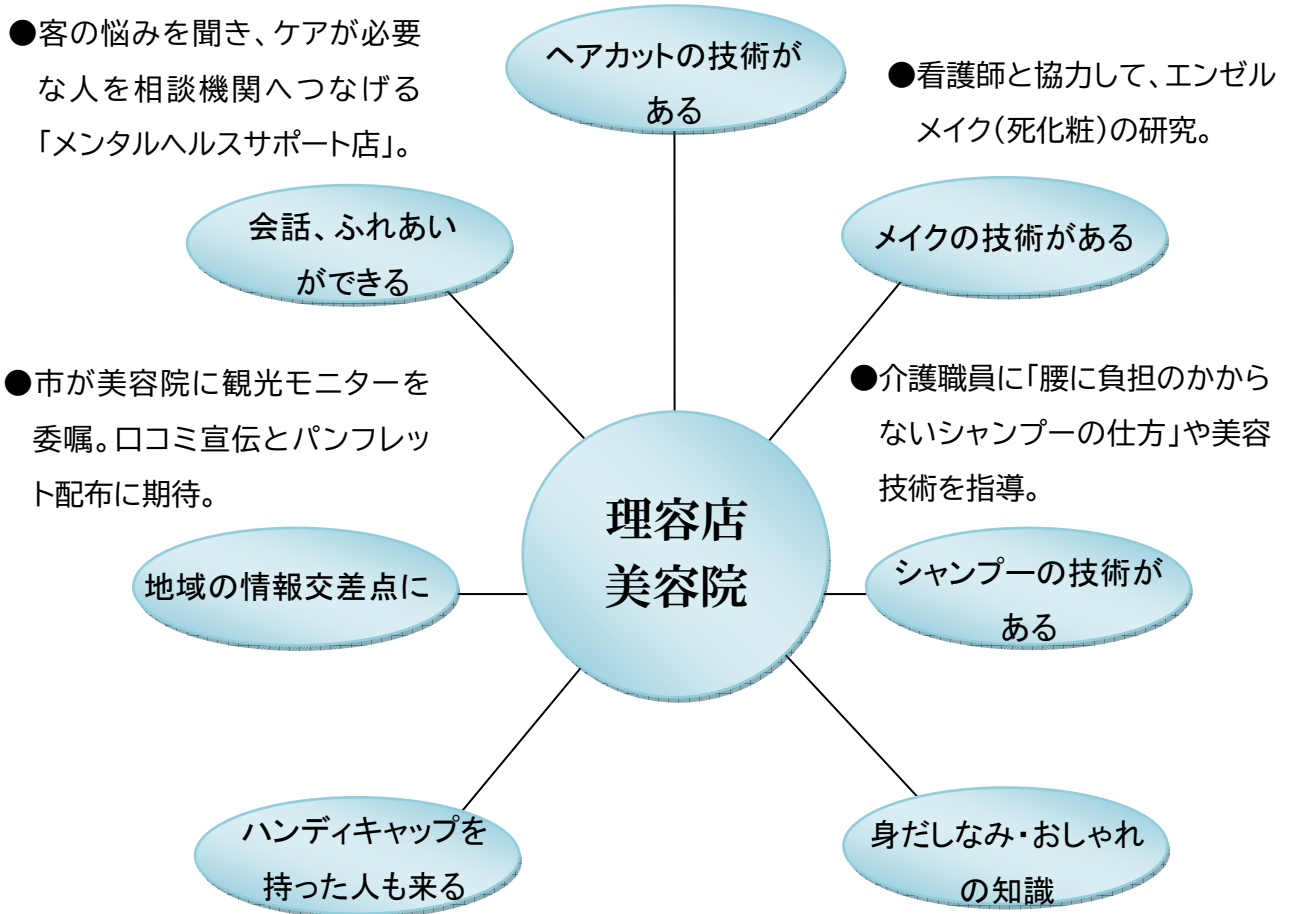 ●客の悩みを聞き、ケアが必要
な人を相談機関へつなげる
「メンタルヘルスサポート店」。
ヘアカットの技術が
ある
●看護師と協力して、エンゼル
メイク(死化粧)の研究。
会話、ふれあい
ができる
メイクの技術がある
●市が美容院に観光モニターを
委嘱。口コミ宣伝とパンフレッ
ト配布に期待。
●介護職員に「腰に負担のかから
ないシャンプーの仕方」や美容
技術を指導。
理容店
美容院
地域の情報交差点に
シャンプーの技術が
ある
ハンディキャップを
持った人も来る
身だしなみ・おしゃれ
の知識